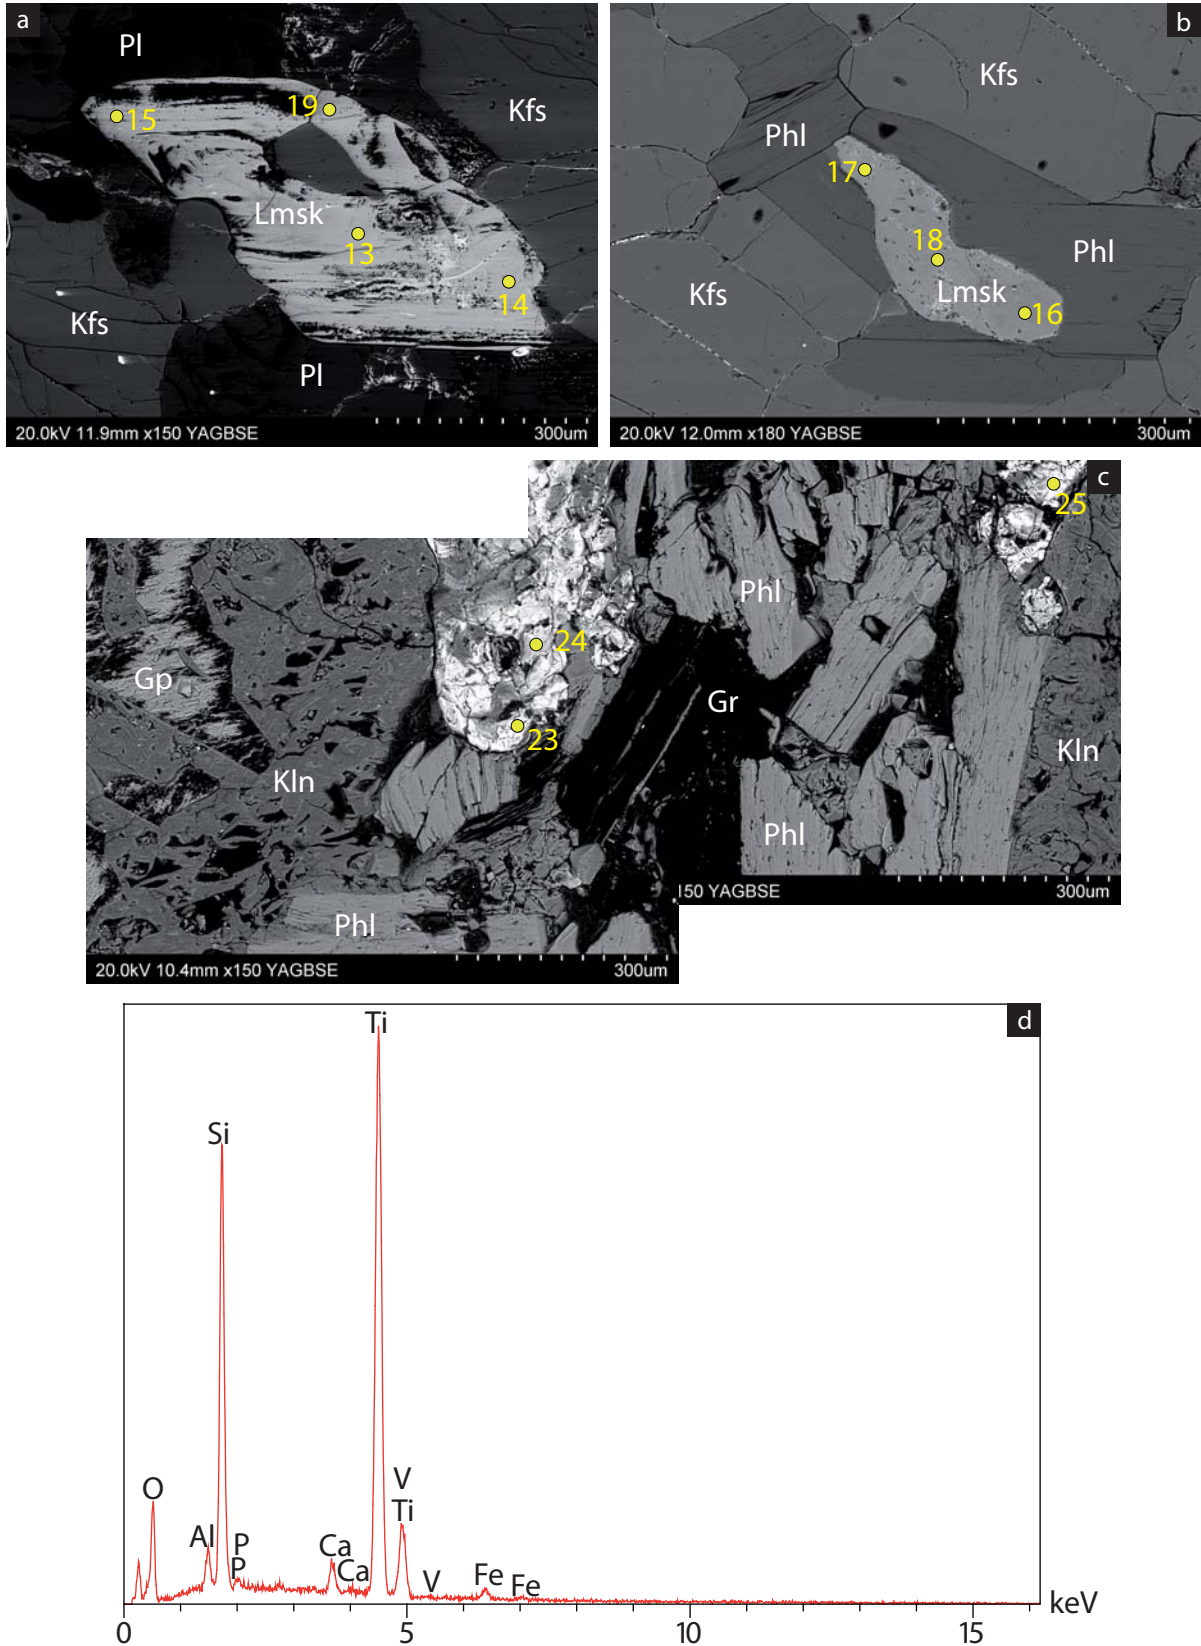 a
Pl
15
19
Kfs
Lmsk
13
14
Kfs
Pl
20.0kV 11.9mm x150 YAGBSE
300um
b
Kfs
Phl
17
18
Phl
Kfs
Lmsk
16
20.0kV 12.0mm x180 YAGBSE
300um
c
25
Phl
24
Gp
Gr
23
Kln
Kln
Phl
Phl
150 YAGBSE
300um
20.0kV 10.4mm x150 YAGBSE
300um
d
Ti
Si
V
O
Ti
Al
P
P
Ca
Ca
V
Fe
Fe
keV
0
5
10
15